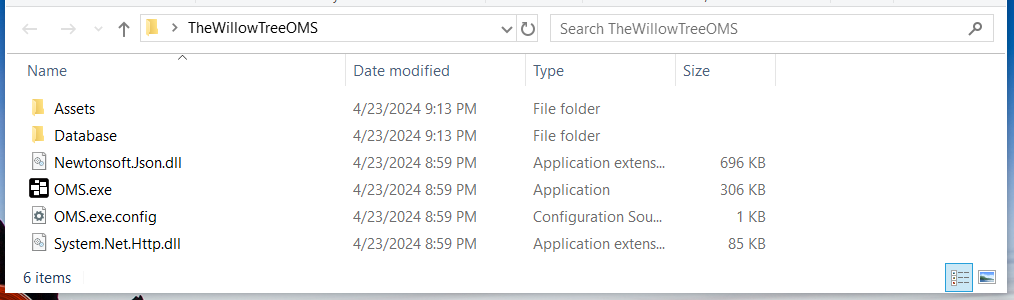 TheWillowTreeOMS Search TheWillowTreeOMS
Name Date modified Type Size
Assets 4/23/2024 9:13 PM File folder
Database 4/23/2024 9:13 PM File folder
Newtonsoft.Json.dll 4/23/2024 8:59 PM Application extens... 696 KB
OMS.exe 4/23/2024 8:59 PM Application 306 KB
OMS.exe.config 4/23/2024 8:59 PM Configuration Sou... 1 KB
System.Net.Http.dll 4/23/2024 8:59 PM Application extens... 85 KB
6 items